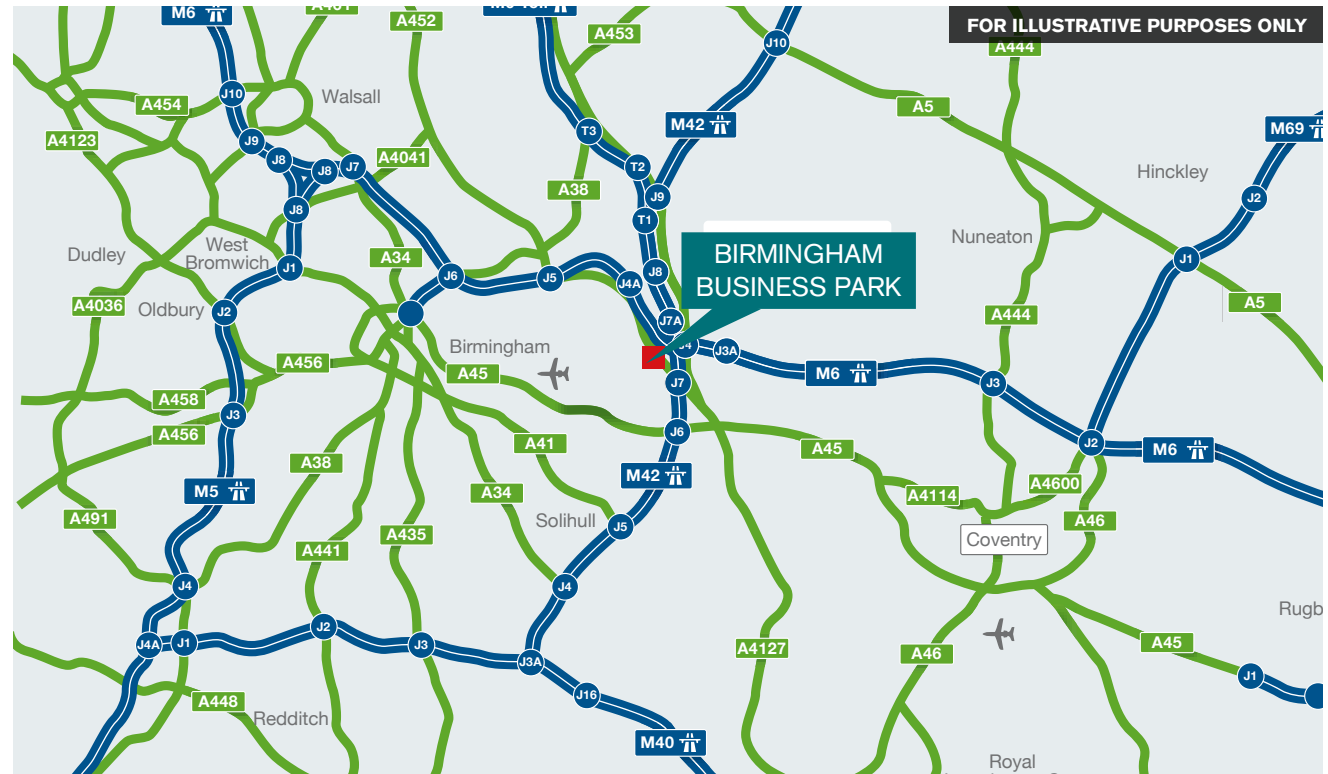 M6
A452
A453
J10
FOR ILLUSTRATIVE PURPOSES ONLY
A444
J10
Walsall
A454
A5
T3
M42
M69
A4123
J9
J8
J8
J7
A4041
T2
Hinckley
A38
J9
J2
J8
T1
Nuneaton
Dudley
West
Bromwich
J1
A34
J6
J5
J4A
J8
BIRMINGHAM
BUSINESS PARK
J1
A4036
Oldbury
J2
A5
J7A
A444
Birmingham
J3A
A456
A45
M6
J3
J7
A458
J3
A456
A41
J6
A45
J2
M6
A38
M42
M5
A34
A4114
A4600
A491
Solihull
J5
A46
A435
A441
Coventry
J4
J4
J2
J4A
J1
J3
J3A
A4127
A46
A45
J1
J16
A448
Redditch
M40
Royal